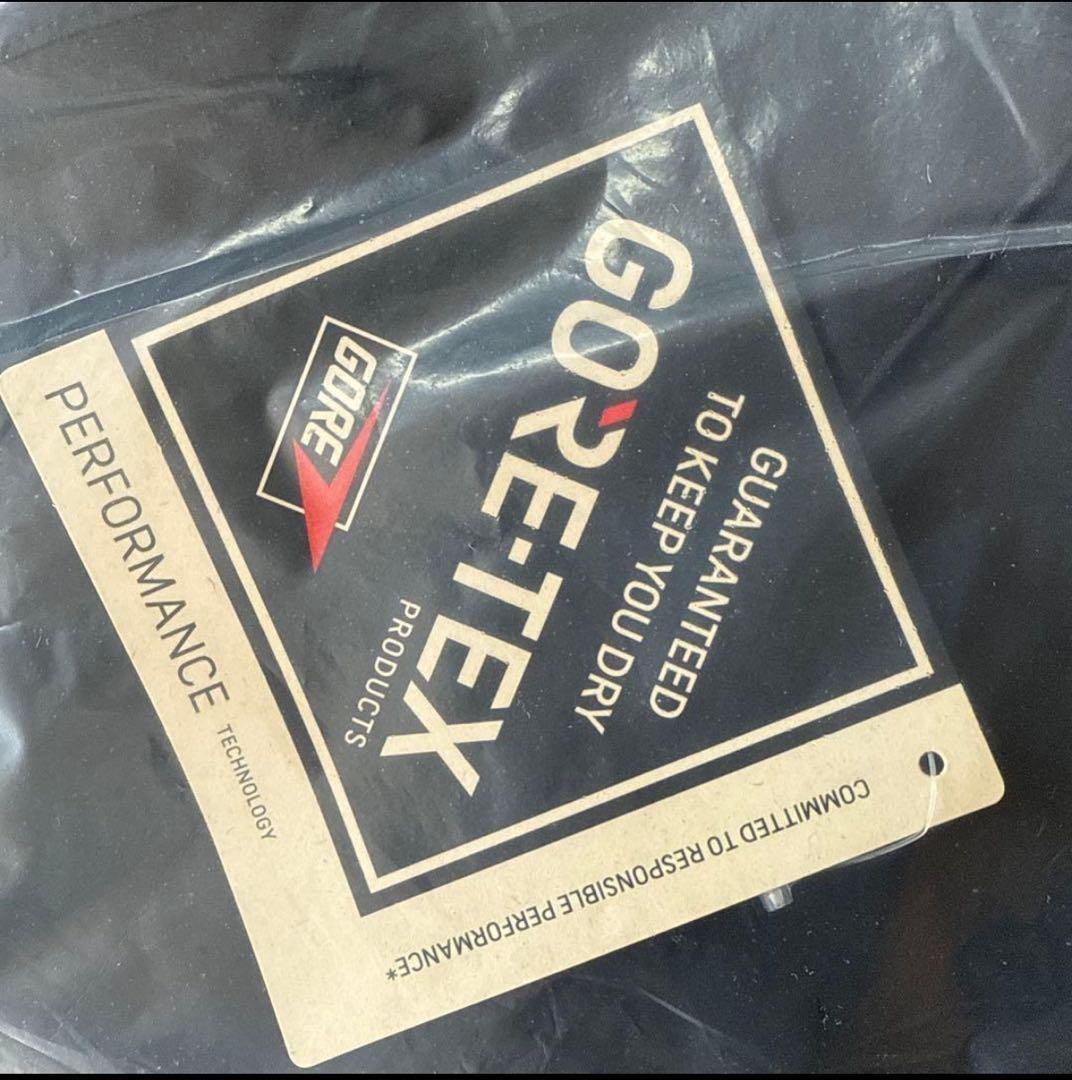 GUARANTEED
TO KEEP YOU DRY
GORE-TEX
PRODUCTS
GORE
PERFORMANCE TECHNOLOGY
COMMITTED TO RESPONSIBLE PERFORMANCE*